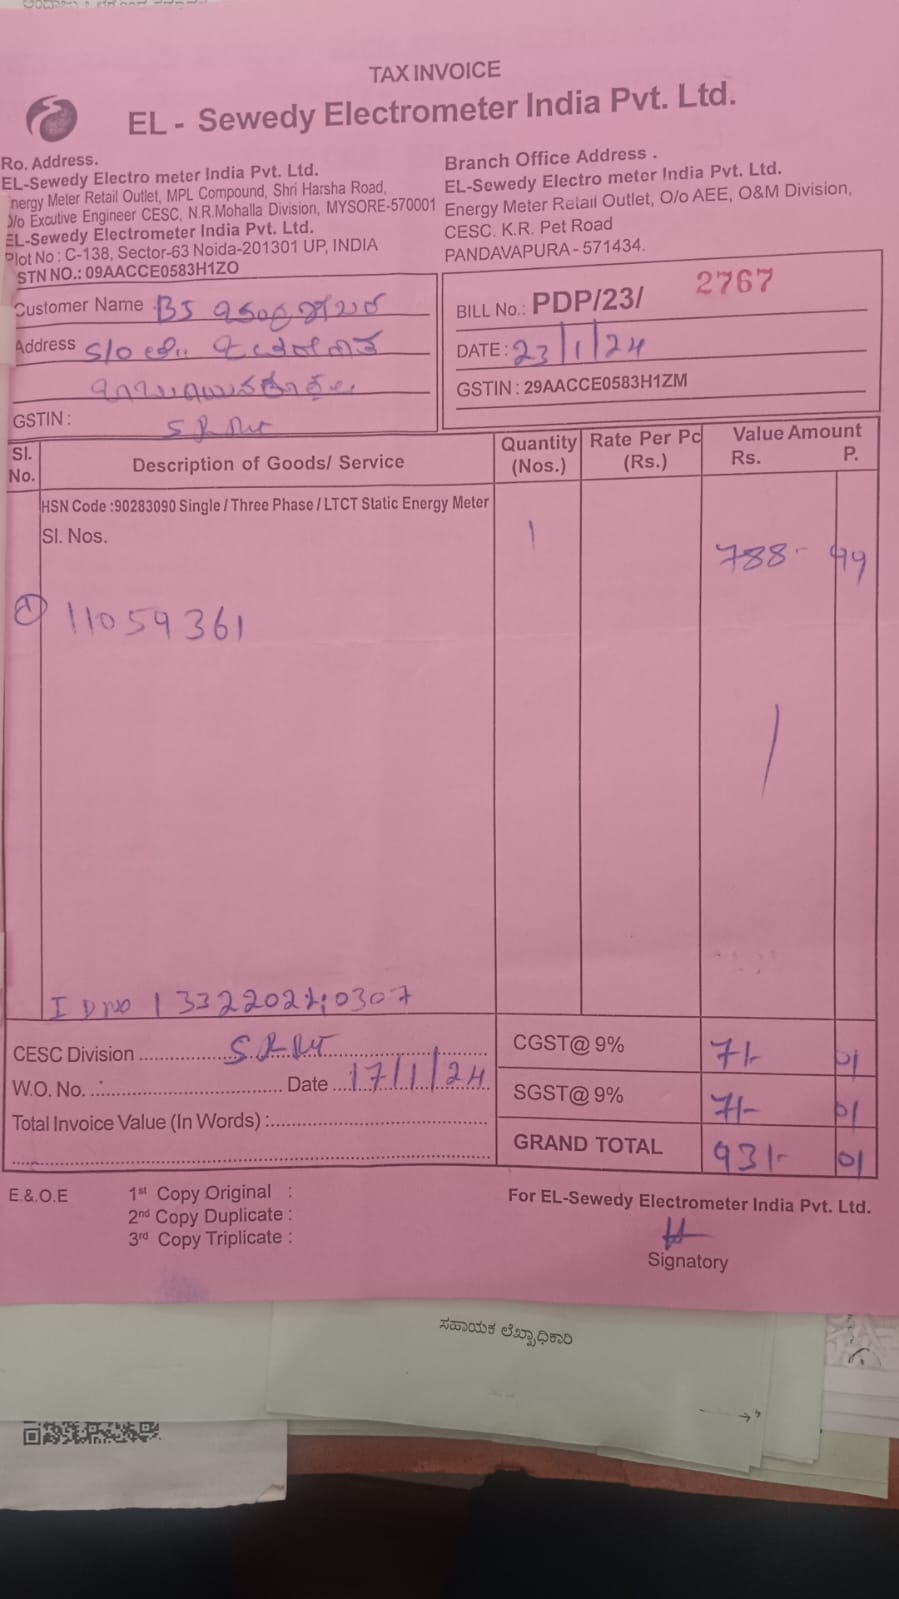 TAX INVOICE
EL - Sewedy Electrometer India Pvt. Ltd.
Ro. Address.
EL-Sewedy Electro meter India Pvt. Ltd.
Energy Meter Retail Outlet, MPL Compound, Shri Harsha Road,
O/o Excutive Engineer CESC, N.R.Mohalla Division, MYSORE-570001
EL-Sewedy Electrometer India Pvt. Ltd.
Plot No : C-138, Sector-63 Noida-201301 UP, INDIA
STN NO.: 09AACCE0583H1ZO
Branch Office Address .
EL-Sewedy Electro meter India Pvt. Ltd.
Energy Meter Retail Outlet, O/o AEE, O&M Division,
CESC. K.R. Pet Road
PANDAVAPURA - 571434.
Customer Name BS
Address S/O
GSTIN :
BILL No.: PDP/23/ 2767
DATE: 23/1/24
GSTIN : 29AACCE0583H1ZM
Sl. No. Description of Goods/ Service Quantity (Nos.) Rate Per Pc (Rs.) Value Amount Rs. P.
HSN Code :90283090 Single / Three Phase / LTCT Static Energy Meter
Sl. Nos. 1 788- 99
1 11059361
CESC Division
W.O. No. Date 17/1/24
Total Invoice Value (In Words) :
CGST@ 9% 71- 01
SGST@ 9% 71- 01
GRAND TOTAL 931- 01
E.& O.E
1st Copy Original :
2nd Copy Duplicate :
3rd Copy Triplicate :
For EL-Sewedy Electrometer India Pvt. Ltd.
Signatory
ಸಹಾಯಕ ಲೆಖ್ಖಾಧಿಕಾರಿ